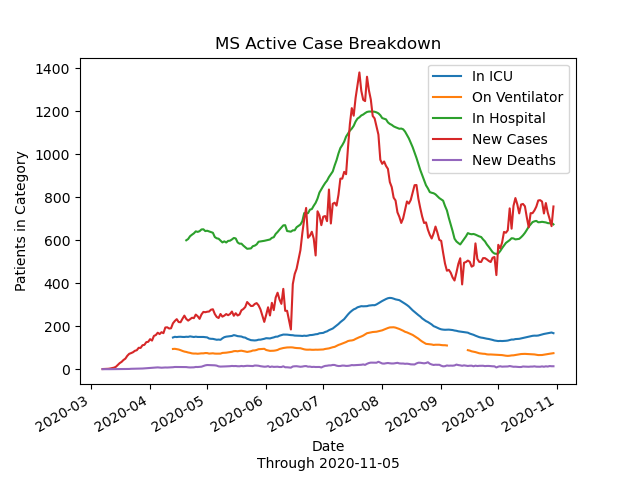 MS Active Case Breakdown
1400
1200
1000
800
600
400
200
0
Patients in Category
In ICU
On Ventilator
In Hospital
New Cases
New Deaths
2020-03
2020-04
2020-05
2020-06
2020-07
2020-08
2020-09
2020-10
2020-11
Date
Through 2020-11-05